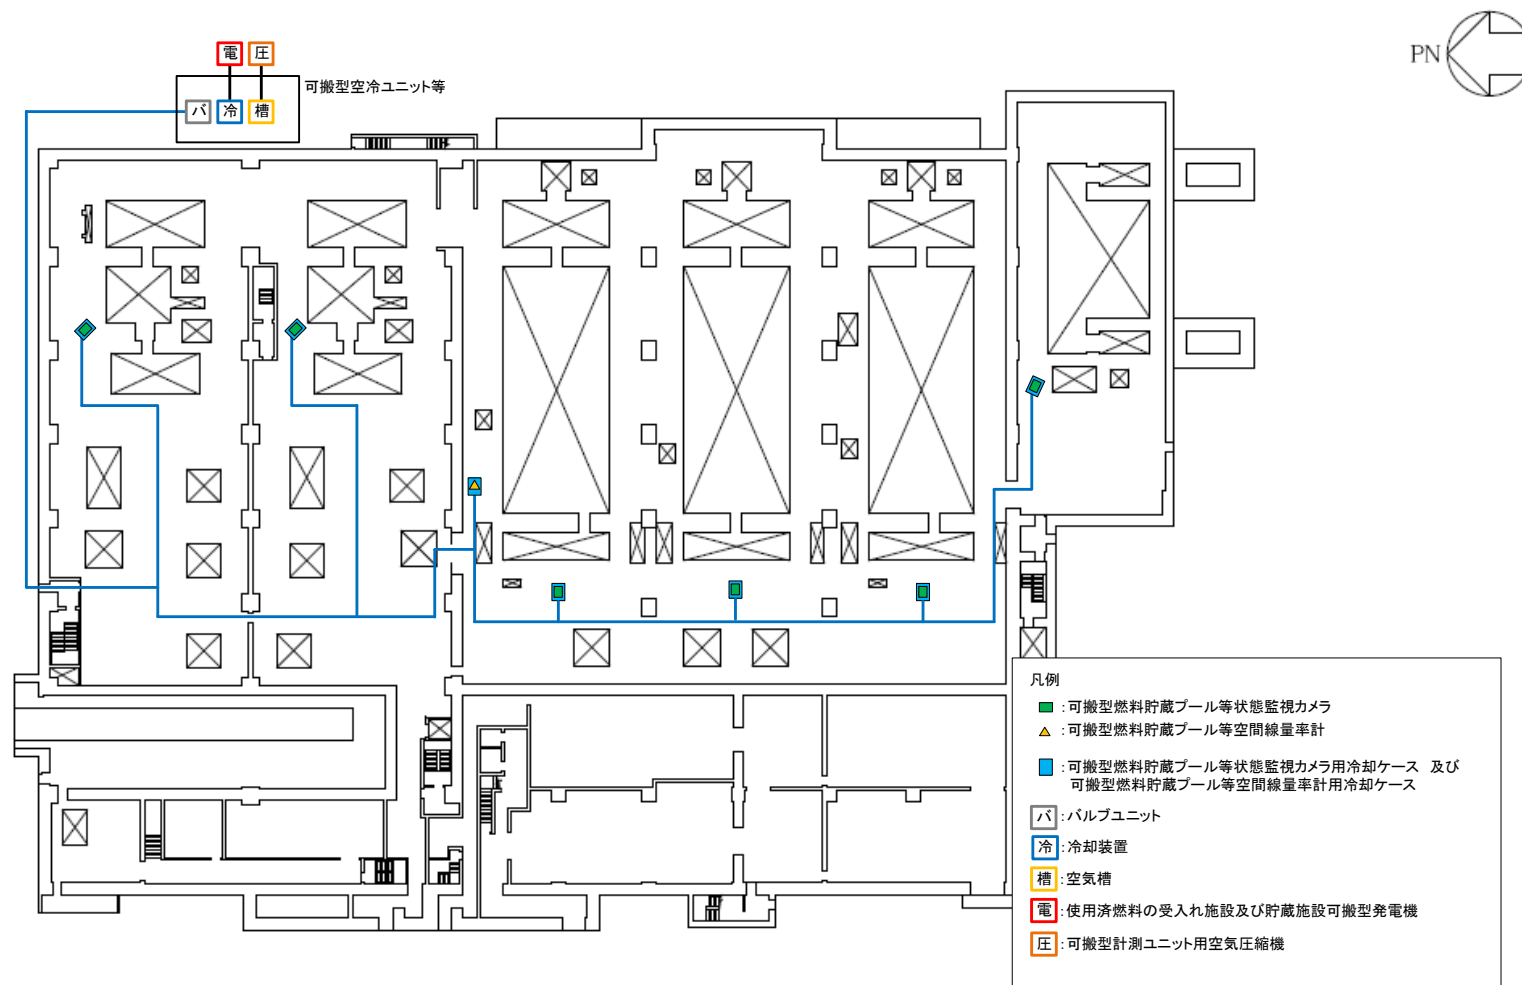 電 圧
可搬型空冷ユニット等
バ 冷 槽
PN
凡例
:可搬型燃料貯蔵プール等状態監視カメラ
:可搬型燃料貯蔵プール等空間線量率計
:可搬型燃料貯蔵プール等状態監視カメラ用冷却ケース 及び
可搬型燃料貯蔵プール等空間線量率計用冷却ケース
バ:バルブユニット
冷:冷却装置
槽:空気槽
電:使用済燃料の受入れ施設及び貯蔵施設可搬型発電機
圧:可搬型計測ユニット用空気圧縮機